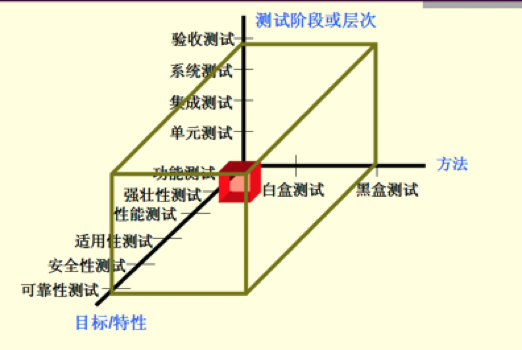 测试阶段或层次
验收测试
系统测试
集成测试
单元测试
功能测试
方法
强壮性测试
白盒测试
黑盒测试
性能测试
适用性测试
安全性测试
可靠性测试
目标/特性